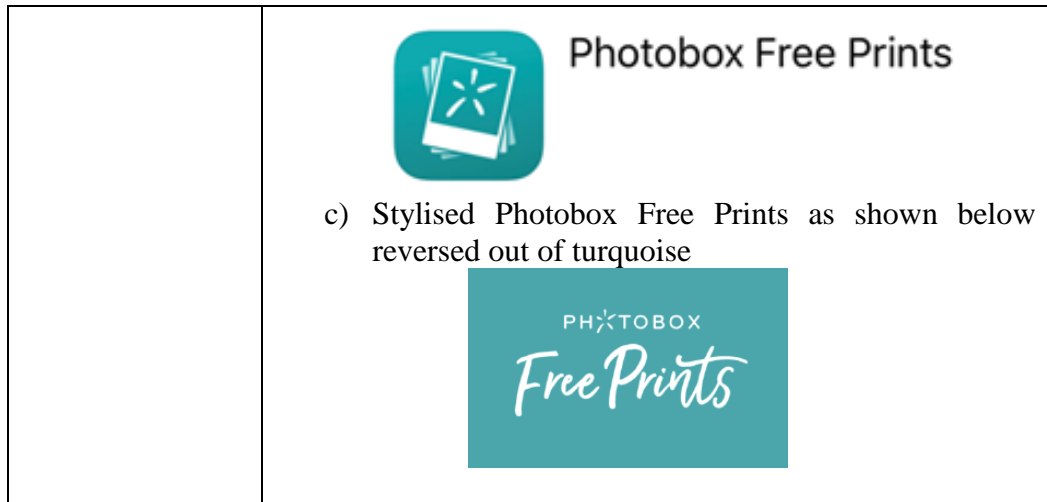 Photobox Free Prints
c) Stylised Photobox Free Prints as shown below
reversed out of turquoise
PHOTOBOX
Free Prints